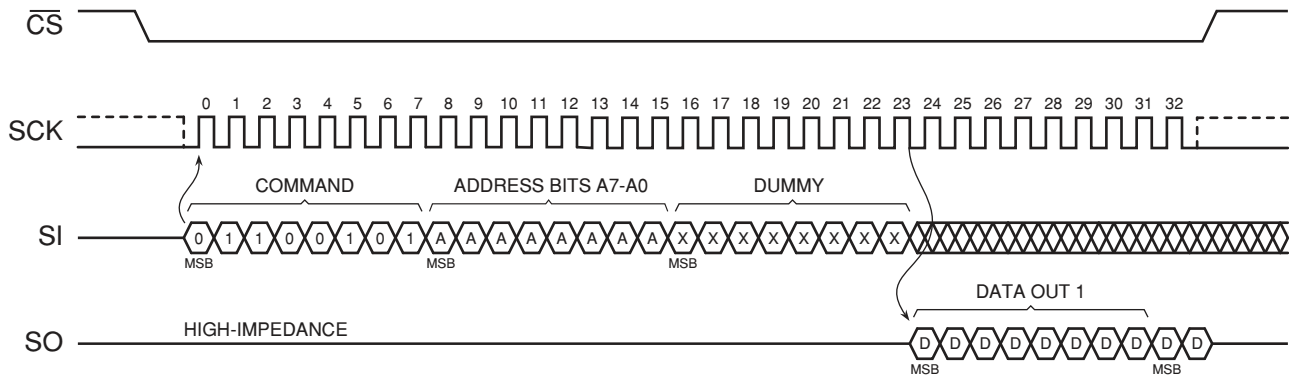 CS
0 1 2 3 4 5 6 7 8 9 10 11 12 13 14 15 16 17 18 19 20 21 22 23 24 25 26 27 28 29 30 31 32
SCK
COMMAND ADDRESS BITS A7-A0 DUMMY
SI 0 1 1 0 0 1 0 1 A A A A A A A A X X X X X X X X
MSB MSB MSB
DATA OUT 1
HIGH-IMPEDANCE
SO D D D D D D D D D D
MSB MSB